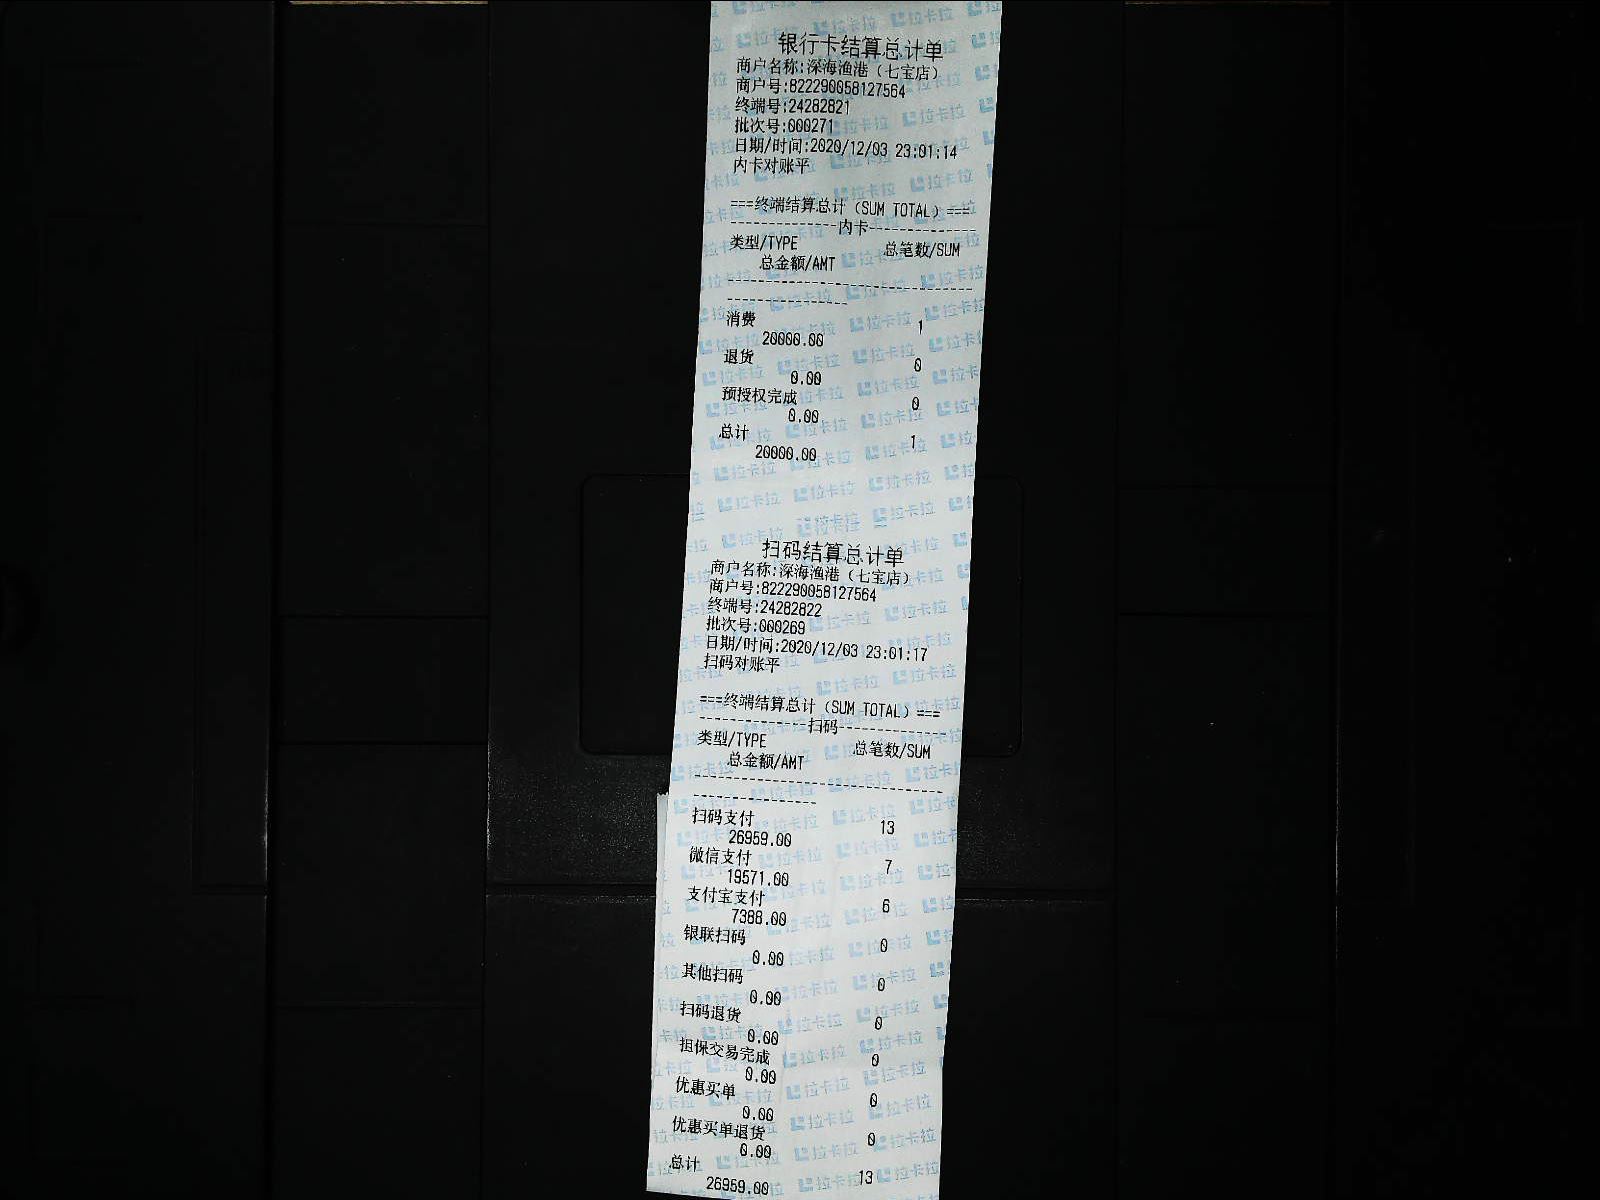 银行卡结算总计单
商户名称:深海渔港（七宝店）
商户号:822290058127564
终端号:24282821
批次号:000271
日期/时间:2020/12/03 23:01:14
内卡对账平
===终端结算总计（SUM TOTAL）===
----------------内卡----------------
类型/TYPE 总笔数/SUM
总金额/AMT
消费 1
20000.00
退货 0
0.00
预授权完成 0
0.00
总计 1
20000.00
扫码结算总计单
商户名称:深海渔港（七宝店）
商户号:822290058127564
终端号:24282822
批次号:000269
日期/时间:2020/12/03 23:01:17
扫码对账平
===终端结算总计（SUM TOTAL）===
----------------扫码----------------
类型/TYPE 总笔数/SUM
总金额/AMT
扫码支付 13
26959.00
微信支付 7
19571.00
支付宝支付 6
7388.00
银联扫码 0
0.00
其他扫码 0
0.00
扫码退货 0
0.00
担保交易完成 0
0.00
优惠买单 0
0.00
优惠买单退货 0
0.00
总计 13
26959.00